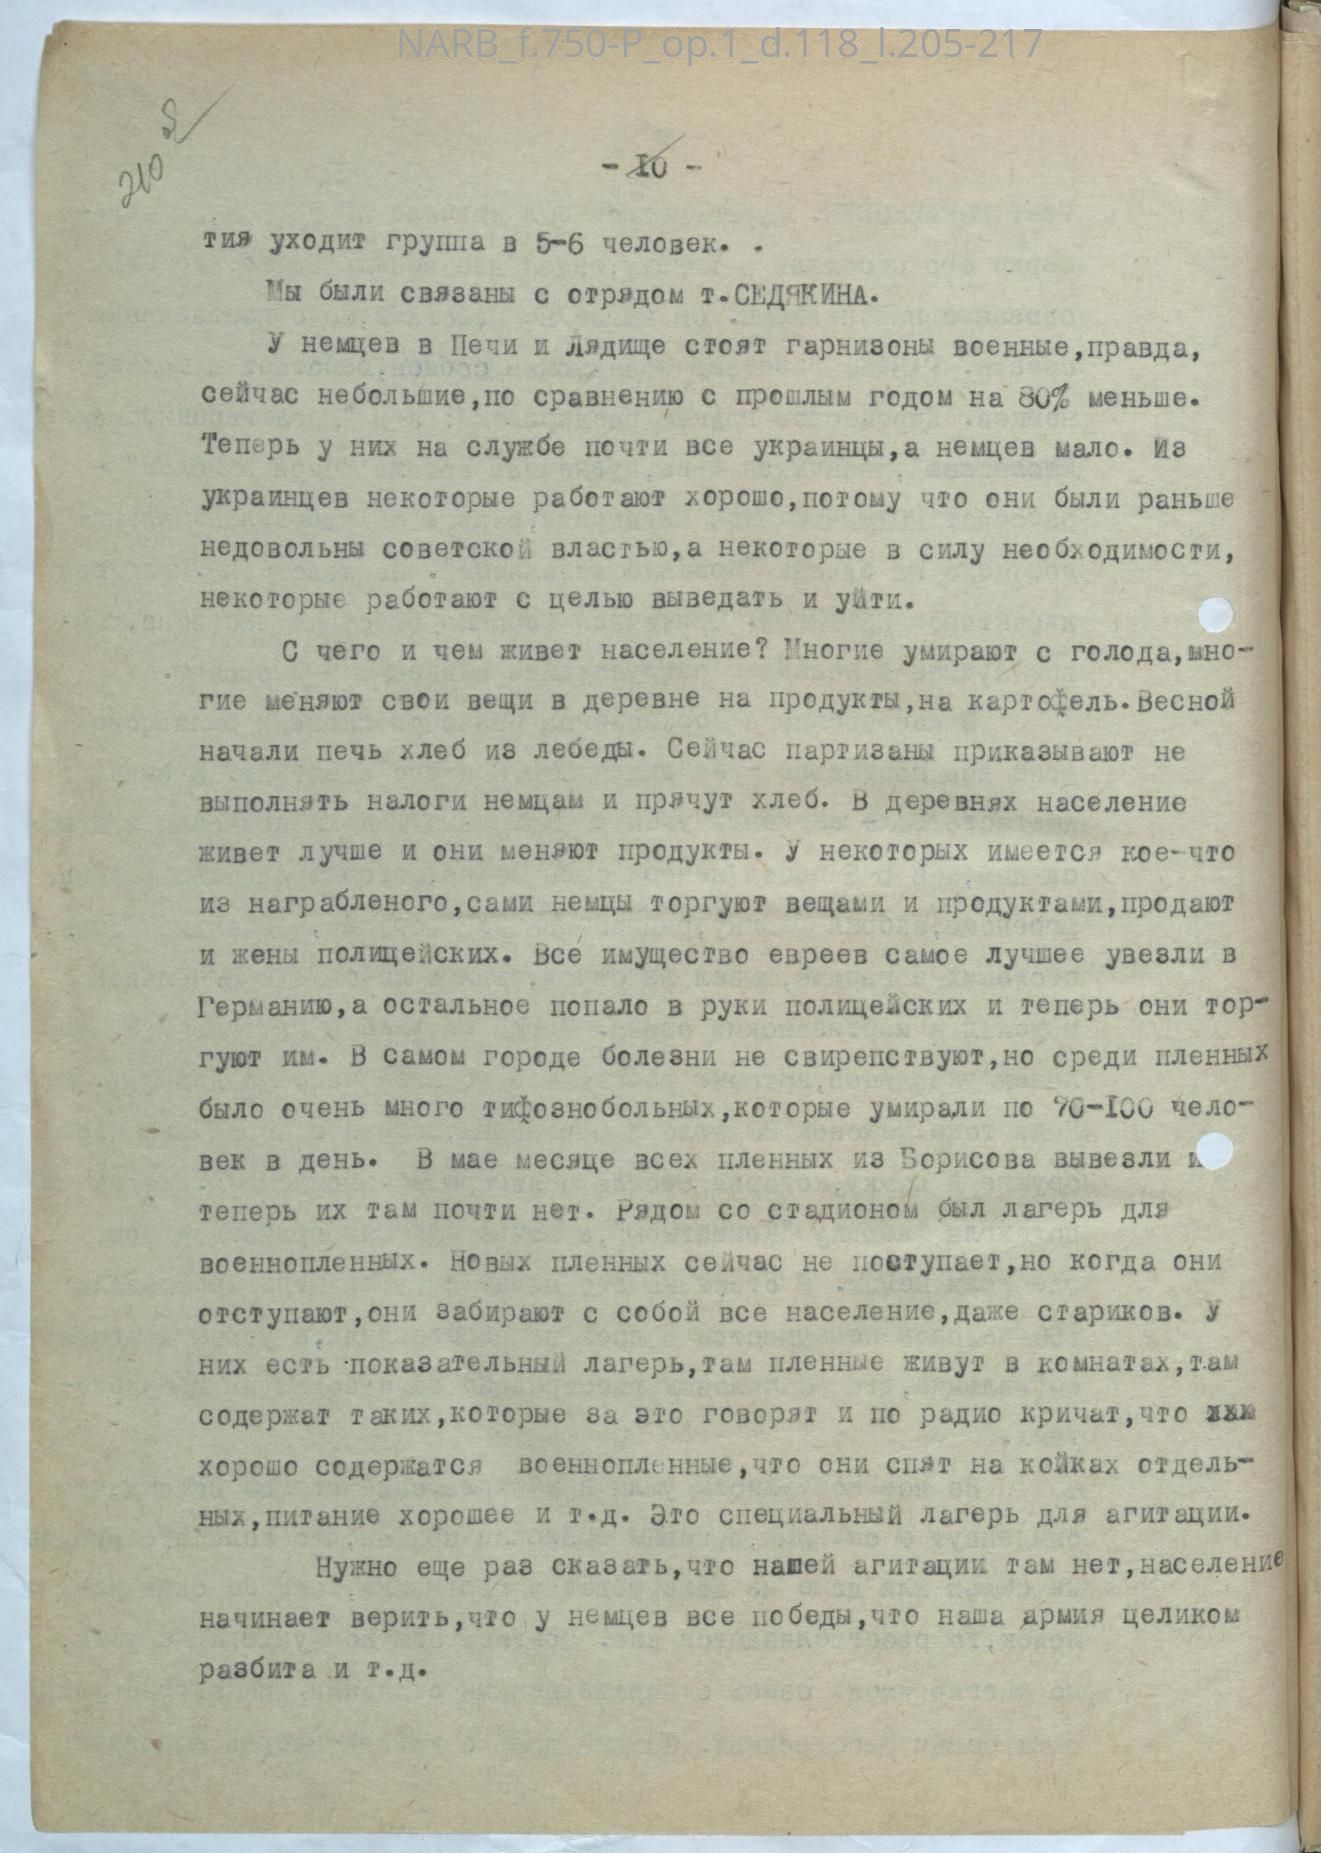 NARB_f.750-P_op.1_d.118_l.205-217
210
- 10 -
тия уходит группа в 5-6 человек. .
Мы были связаны с отрядом т.СЕДЯКИНА.
У немцев в Печи и Лядище стоят гарнизоны военные,правда,
сейчас небольшие,по сравнению с прошлым годом на 80% меньше.
Теперь у них на службе почти все украинцы,а немцев мало. Из
украинцев некоторые работают хорошо,потому что они были раньше
недовольны советской властью,а некоторые в силу необходимости,
некоторые работают с целью выведать и уйти.
С чего и чем живет население? Многие умирают с голода,мно-
гие меняют свои вещи в деревне на продукты,на картофель.Весной
начали печь хлеб из лебеды. Сейчас партизаны приказывают не
выполнять налоги немцам и прячут хлеб. В деревнях население
живет лучше и они меняют продукты. У некоторых имеется кое-что
из награбленого,сами немцы торгуют вещами и продуктами,продают
и жены полицейских. Все имущество евреев самое лучшее увезли в
Германию,а остальное попало в руки полицейских и теперь они тор-
гуют им. В самом городе болезни не свирепствуют,но среди пленных
было очень много тифознобольных,которые умирали по 90-100 чело-
век в день. В мае месяце всех пленных из Борисова вывезли и
теперь их там почти нет. Рядом со стадионом был лагерь для
военнопленных. Новых пленных сейчас не поступает,но когда они
отступают,они забирают с собой все население,даже стариков. У
них есть показательный лагерь,там пленные живут в комнатах,там
содержат таких,которые за это говорят и по радио кричат,что
хорошо содержатся военнопленные,что они спят на койках отдель-
ных,питание хорошее и т.д. Это специальный лагерь для агитации.
Нужно еще раз сказать,что нашей агитации там нет,население
начинает верить,что у немцев все победы,что наша армия целиком
разбита и т.д.